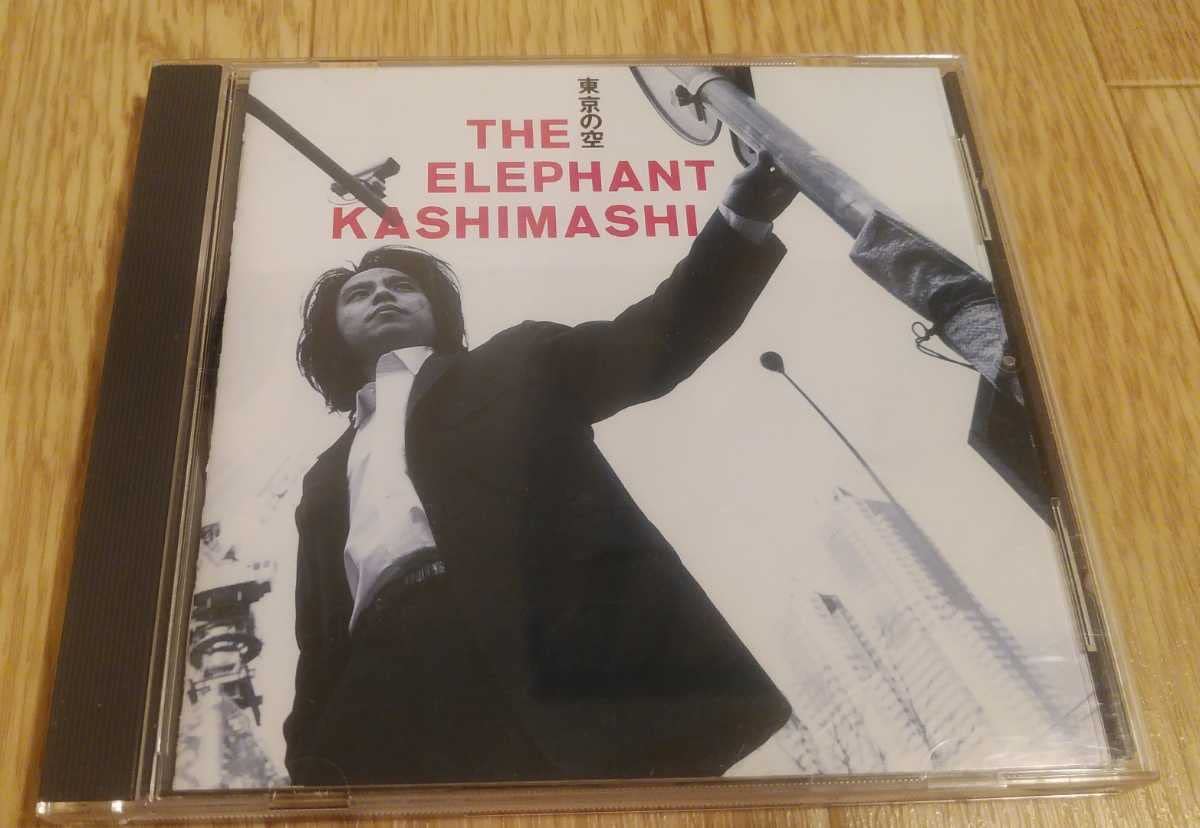 東京の空
THE
ELEPHANT
KASHIMASHI